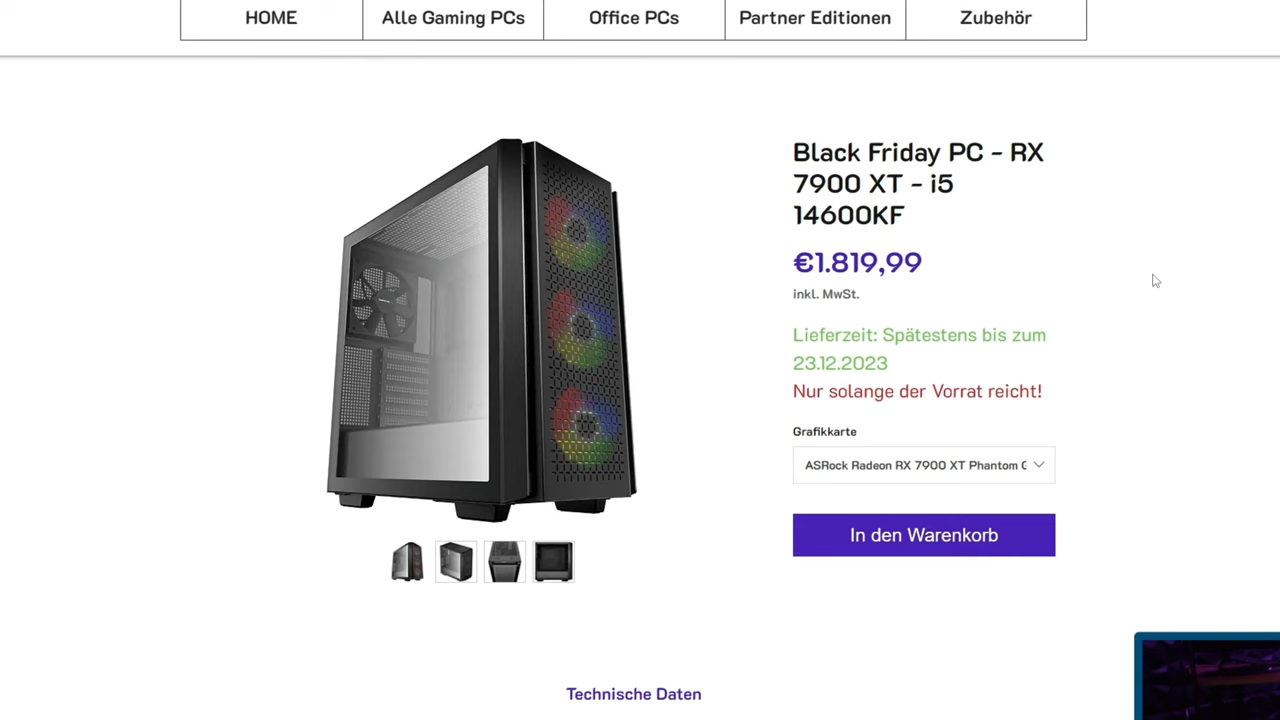 HOME
Alle Gaming PCs
Office PCs
Partner Editionen
Zubehör
Black Friday PC - RX
7900 XT - i5
14600KF
€1.819,99
inkl. MwSt.
Lieferzeit: Spätestens bis zum
23.12.2023
Nur solange der Vorrat reicht!
Grafikkarte
ASRock Radeon RX 7900 XT Phantom
In den Warenkorb
Technische Daten